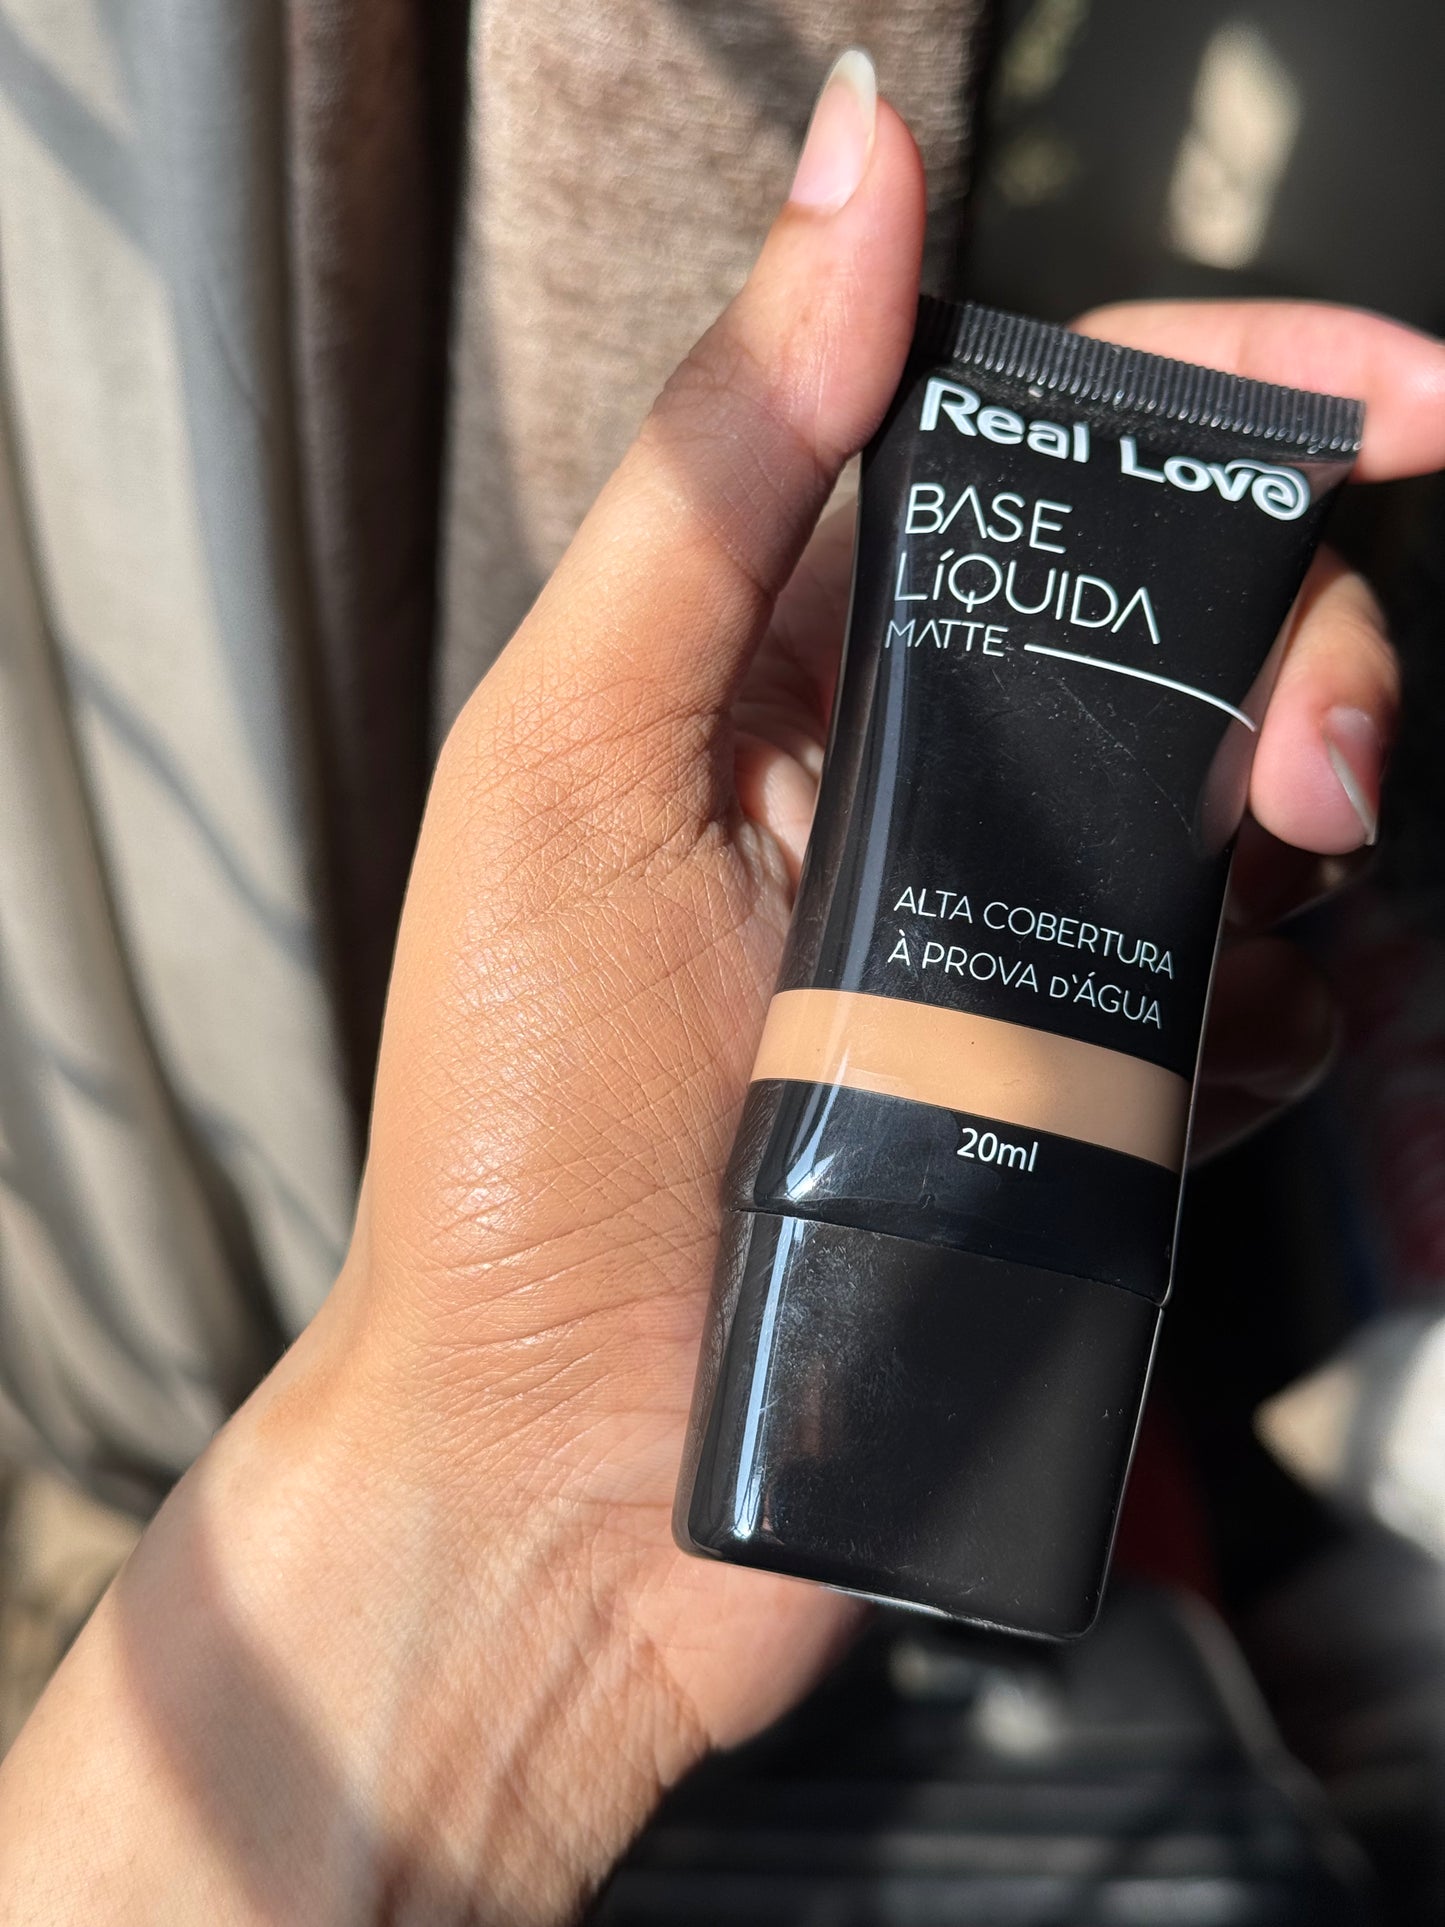 Real Love
BASE
LíQUIDA
MATTE
ALTA COBERTURA
À PROVA D'ÁGUA
20ml